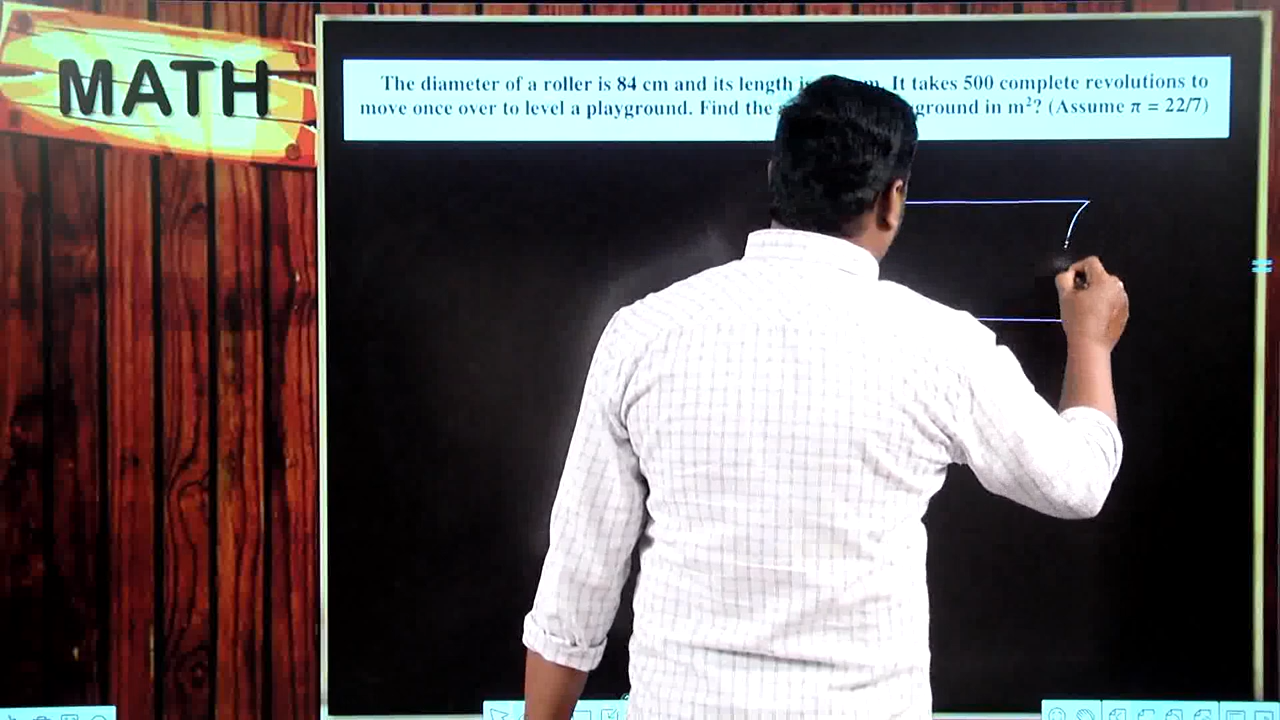 MATH
The diameter of a roller is 84 cm and its length is m. It takes 500 complete revolutions to
move once over to level a playground. Find the ground in m²? (Assume π = 22/7)